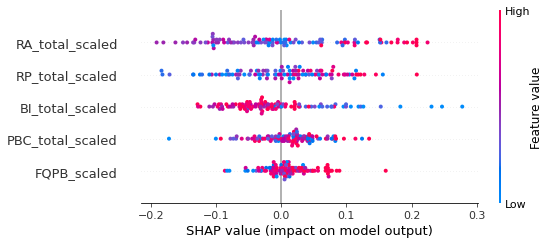 High
RA_total_scaled
RP_total_scaled
BI_total_scaled
PBC_total_scaled
FQPB_scaled
Feature value
Low
−0.2 −0.1 0.0 0.1 0.2 0.3
SHAP value (impact on model output)